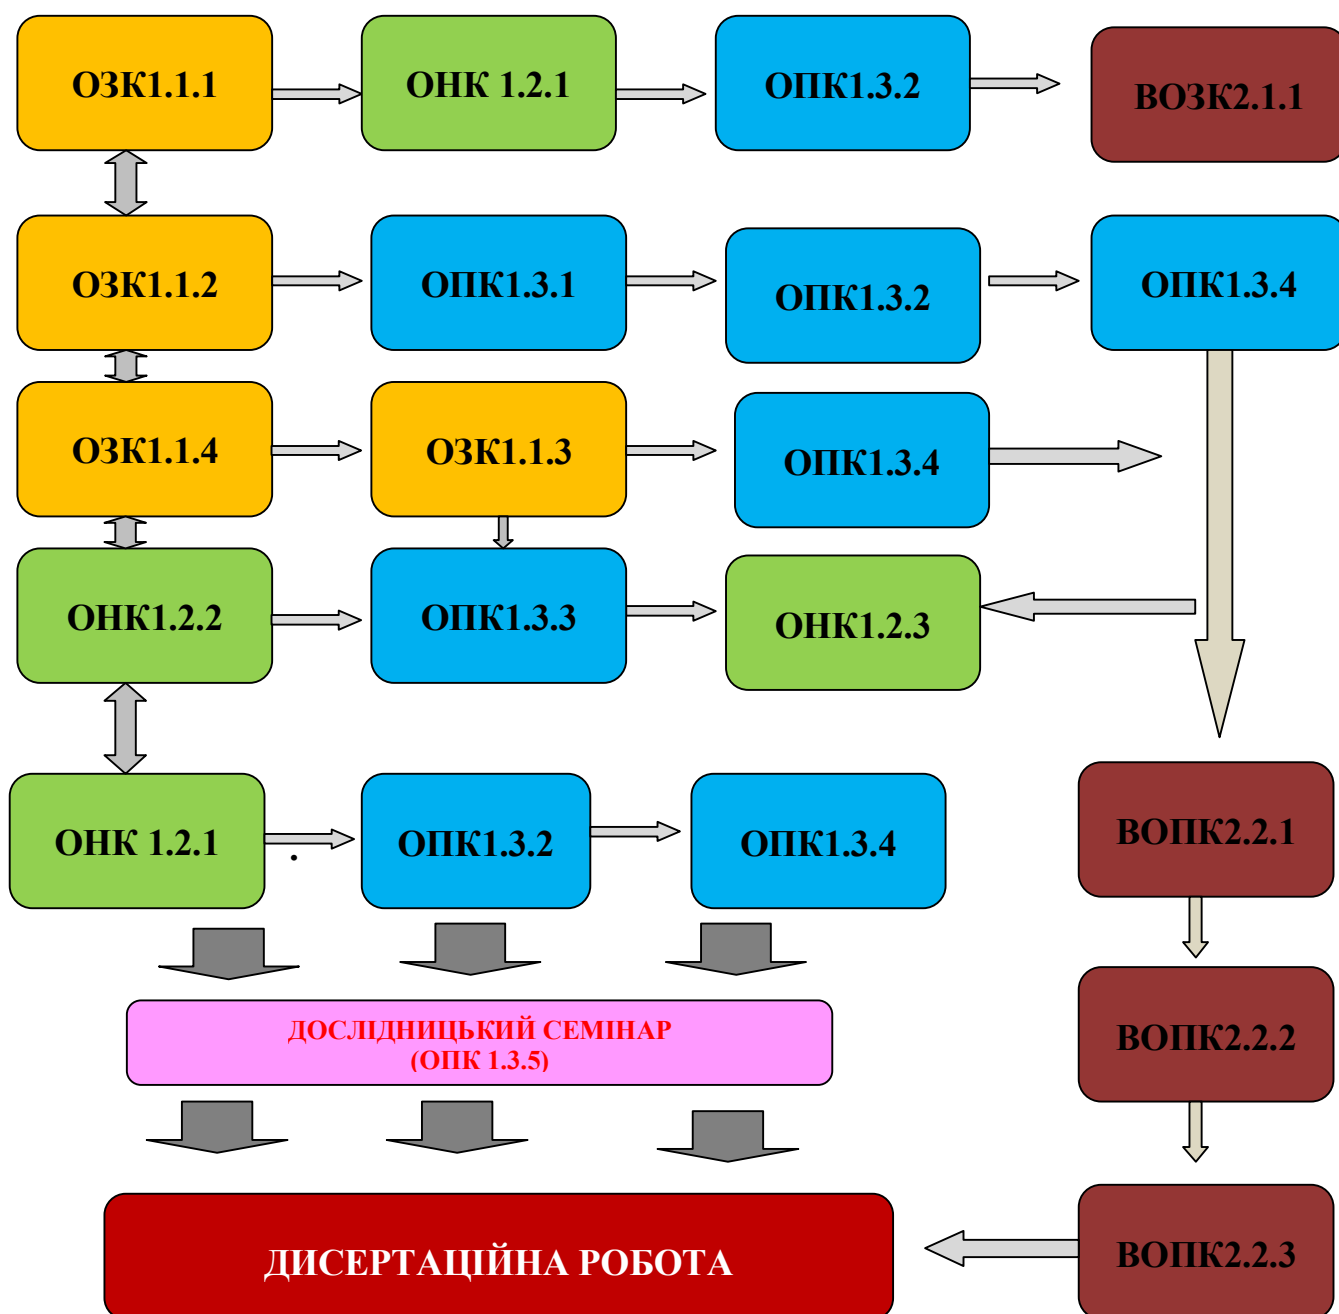 ОЗК1.1.1
ОНК 1.2.1
ОПК1.3.2
ВОЗК2.1.1
ОЗК1.1.2
ОПК1.3.1
ОПК1.3.2
ОПК1.3.4
ОЗК1.1.4
ОЗК1.1.3
ОПК1.3.4
ОНК1.2.2
ОПК1.3.3
ОНК1.2.3
ОНК 1.2.1
.
ОПК1.3.2
ОПК1.3.4
ВОПК2.2.1
ВОПК2.2.2
ДОСЛІДНИЦЬКИЙ СЕМІНАР
(ОПК 1.3.5)
ДИСЕРТАЦІЙНА РОБОТА
ВОПК2.2.3